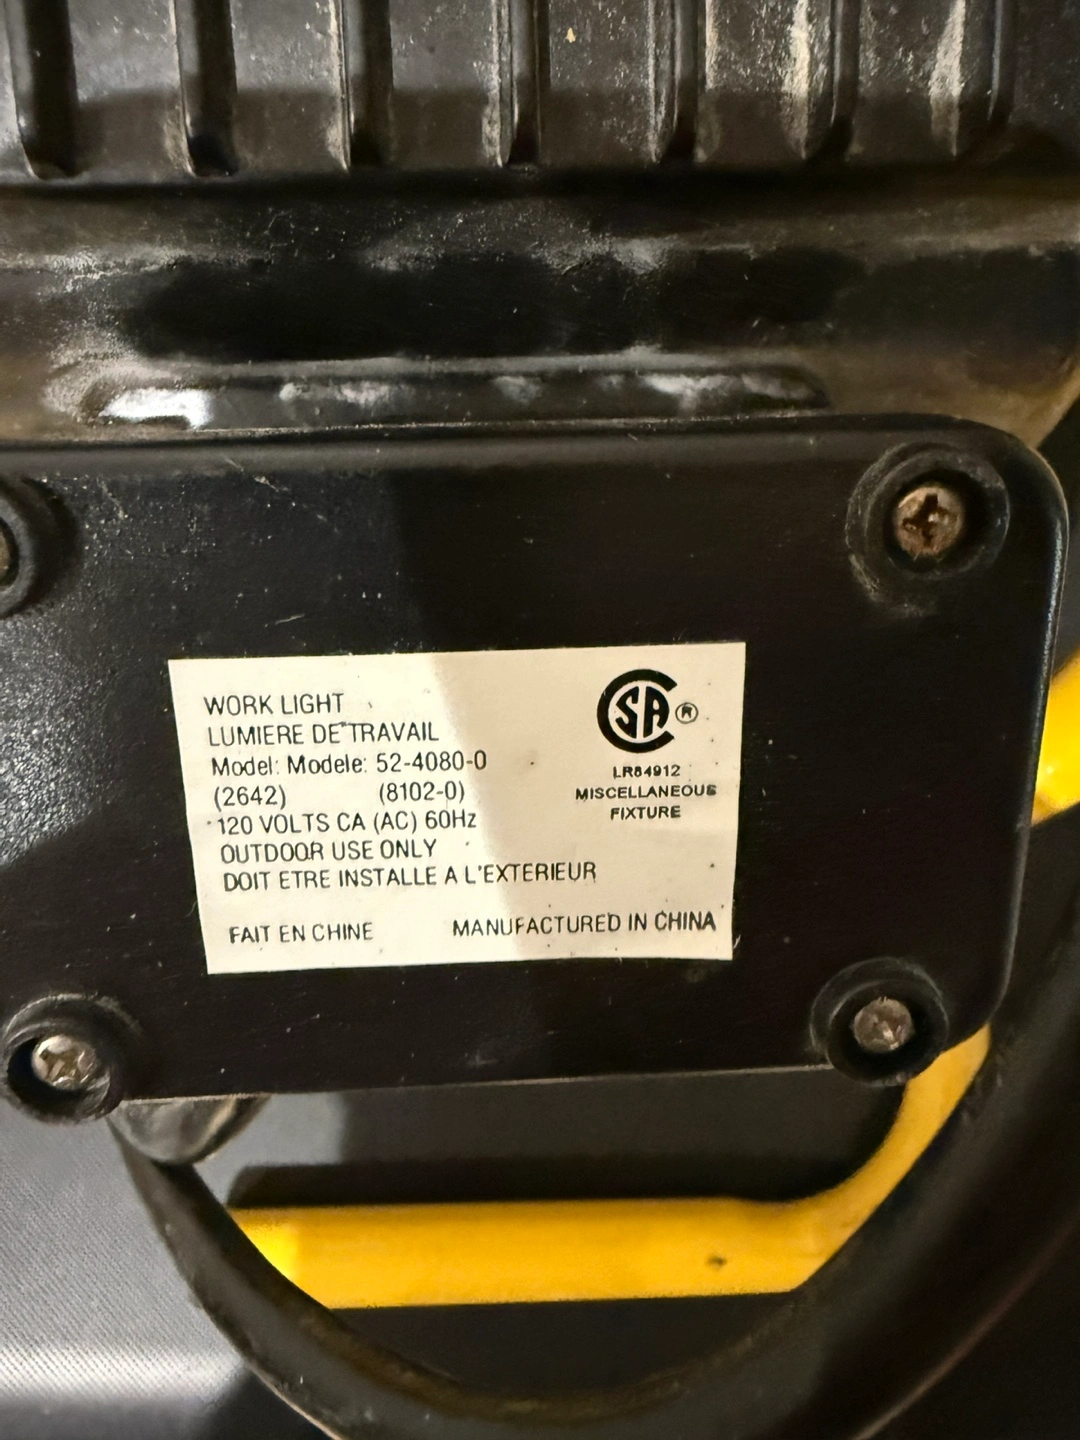 WORK LIGHT
LUMIERE DE TRAVAIL
Model: Modele: 52-4080-0
(2642) (8102-0)
120 VOLTS CA (AC) 60Hz
OUTDOOR USE ONLY
DOIT ETRE INSTALLE A L'EXTERIEUR
FAIT EN CHINE MANUFACTURED IN CHINA
CSA ®
LR84912
MISCELLANEOUS
FIXTURE